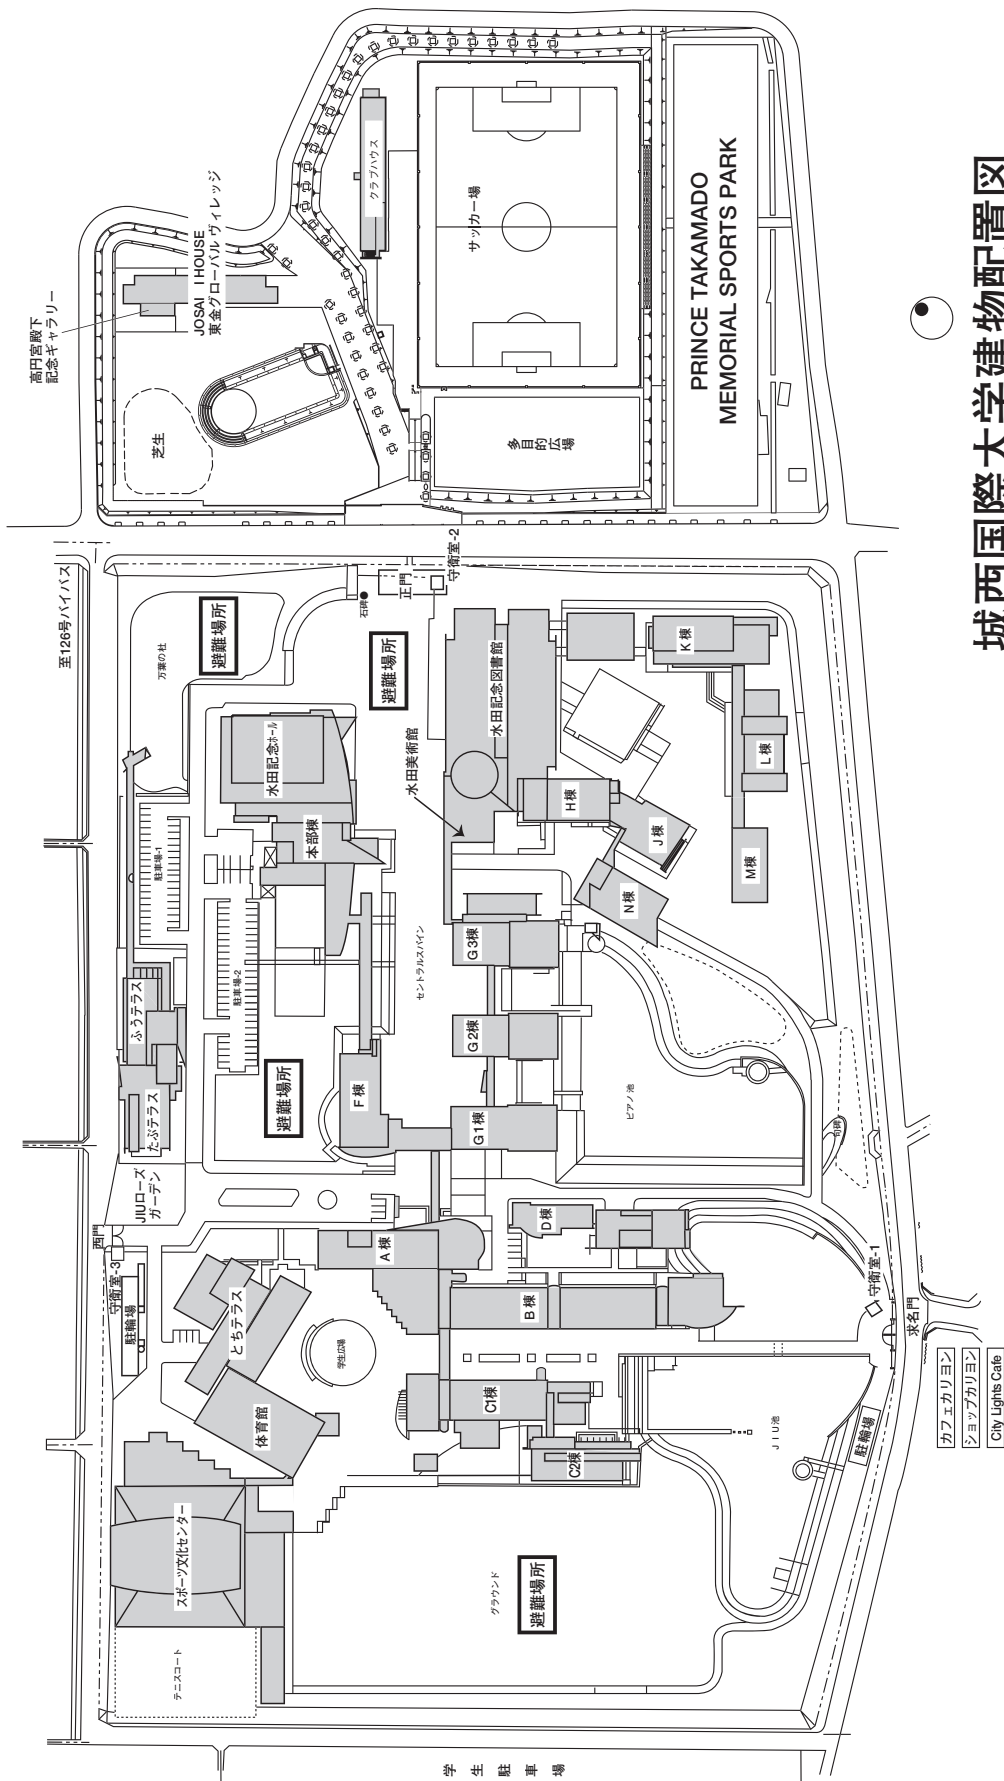 城西国際大学建物配置図
高円宮殿下
記念ギャラリー
JOSAI I HOUSE
東金グローバルヴィレッジ
クラブハウス
サッカー場
PRINCE TAKAMADO
MEMORIAL SPORTS PARK
芝生
多目的広場
至126号バイパス
万葉の杜
避難場所
石碑
正門
守衛室-2
避難場所
水田記念ホール
本部棟
水田美術館
水田記念図書館
K棟
L棟
H棟
J棟
M棟
N棟
駐車場-1
駐車場-2
ふうテラス
たぶテラス
セントラルスパイン
G3棟
G2棟
G1棟
F棟
避難場所
ピアノ池
句碑
JIUローズ
ガーデン
西門
守衛室-3
駐輪場
とちテラス
学生広場
A棟
B棟
D棟
守衛室-1
求名門
体育館
C1棟
C2棟
JIU池
駐輪場
スポーツ文化センター
テニスコート
グラウンド
避難場所
学生駐車場
カフェカリヨン
ショップカリヨン
City Lights Cafe